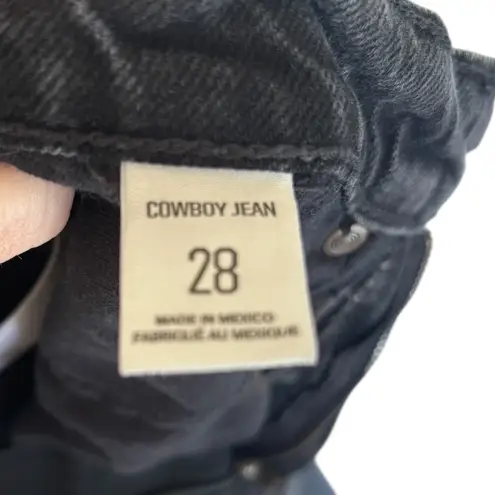 COWBOY JEAN
28
MADE IN MEXICO
FABRIQUÉ AU MEXIQUE